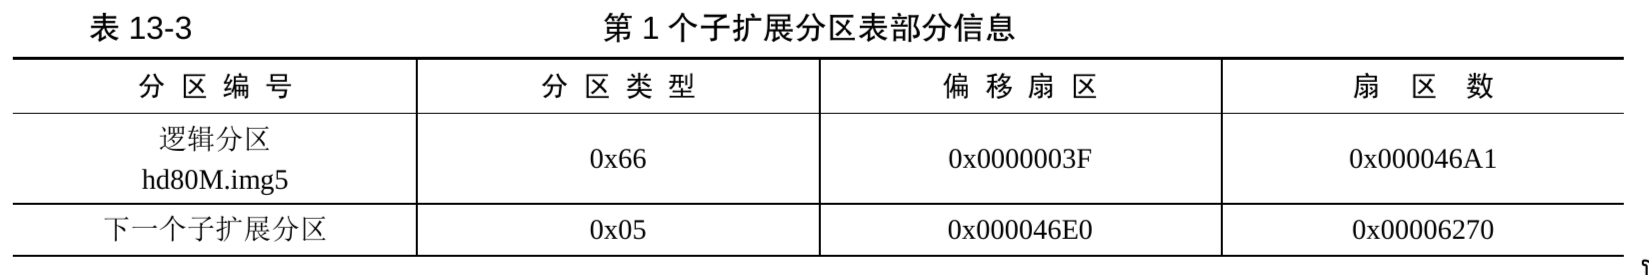 表 13-3 第 1 个子扩展分区表部分信息
分 区 编 号 分 区 类 型 偏 移 扇 区 扇 区 数
逻辑分区
hd80M.img5 0x66 0x0000003F 0x000046A1
下一个子扩展分区 0x05 0x000046E0 0x00006270